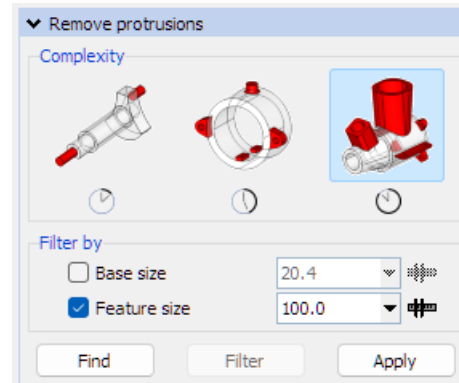 Remove protrusions
Complexity
Filter by
Base size 20.4
Feature size 100.0
Find Filter Apply